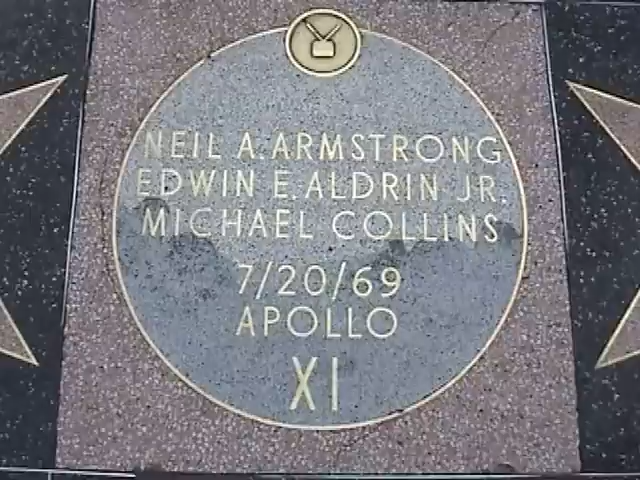 NEIL A. ARMSTRONG
EDWIN E. ALDRIN JR.
MICHAEL COLLINS
7/20/69
APOLLO
XI